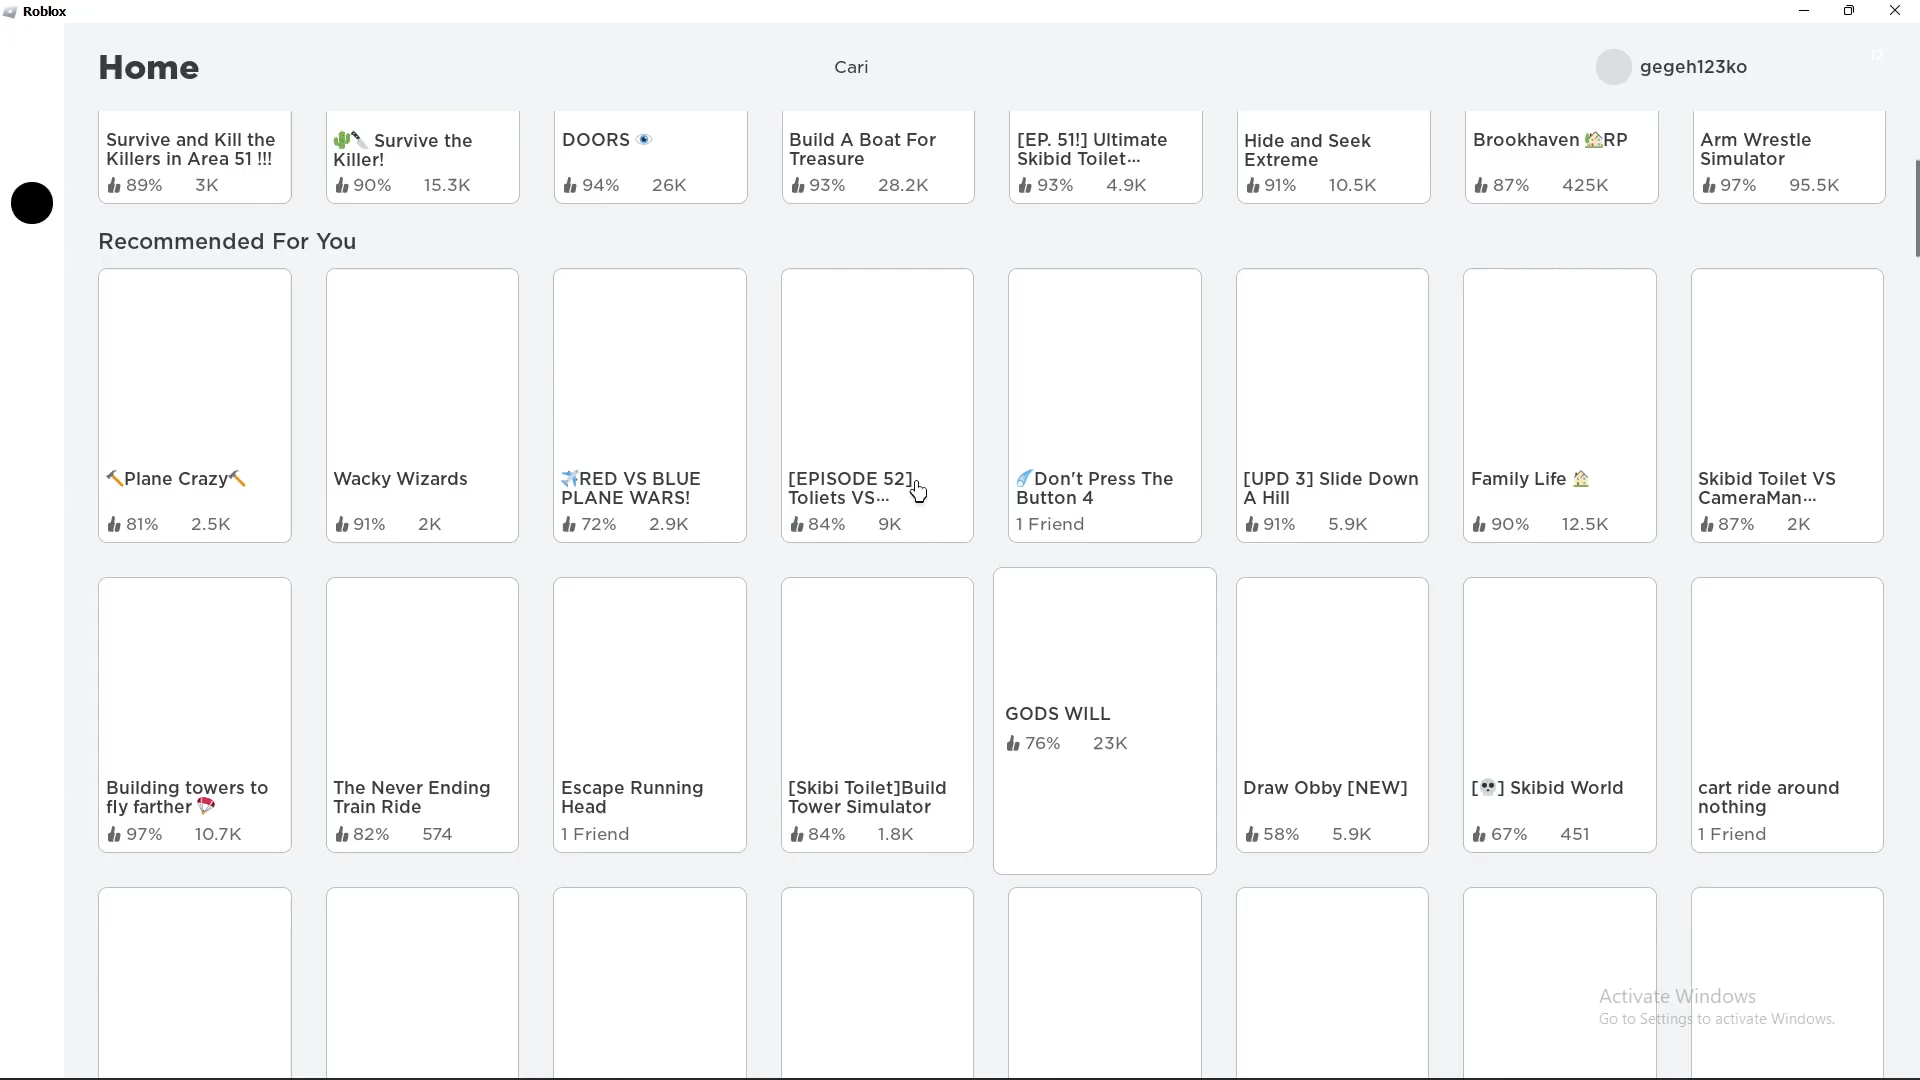 Roblox
Home
Cari
gegeh123ko
12
Survive and Kill the
Killers in Area 51 !!!
89% 3K
🌵🔪 Survive the
Killer!
90% 15.3K
DOORS 👁️
94% 26K
Build A Boat For
Treasure
93% 28.2K
[EP. 51!] Ultimate
Skibid Toilet...
93% 4.9K
Hide and Seek
Extreme
91% 10.5K
Brookhaven 🏡RP
87% 425K
Arm Wrestle
Simulator
97% 95.5K
Recommended For You
🔨Plane Crazy🔨
81% 2.5K
Wacky Wizards
91% 2K
✈️RED VS BLUE
PLANE WARS!
72% 2.9K
[EPISODE 52]
Toliets VS...
84% 9K
☄️Don't Press The
Button 4
1 Friend
[UPD 3] Slide Down
A Hill
91% 5.9K
Family Life 🏠
90% 12.5K
Skibid Toilet VS
CameraMan...
87% 2K
Building towers to
fly farther 🪂
97% 10.7K
The Never Ending
Train Ride
82% 574
Escape Running
Head
1 Friend
[Skibi Toilet]Build
Tower Simulator
84% 1.8K
GODS WILL
76% 23K
Draw Obby [NEW]
58% 5.9K
[💀] Skibid World
67% 451
cart ride around
nothing
1 Friend
Activate Windows
Go to Settings to activate Windows.